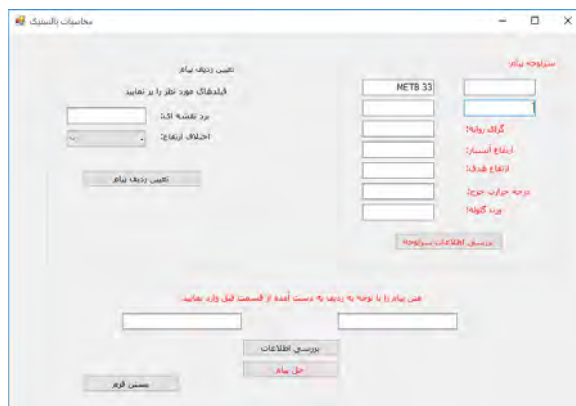 محاسبات بالستیک
سرلوحه پیام:
METB 33
گرای روانه:
ارتفاع آتشبار:
ارتفاع هدف:
درجه حرارت خرج:
وزن گلوله:
بررسی اطلاعات سرلوحه
تعیین ردیف پیام
فیلدهای مورد نظر را پر نمایید
برد نقشه ای:
اختلاف ارتفاع:
تعیین ردیف پیام
متن پیام را با توجه به ردیف به دست آمده از قسمت قبل وارد نمایید.
بررسی اطلاعات
حل پیام
بستن فرم